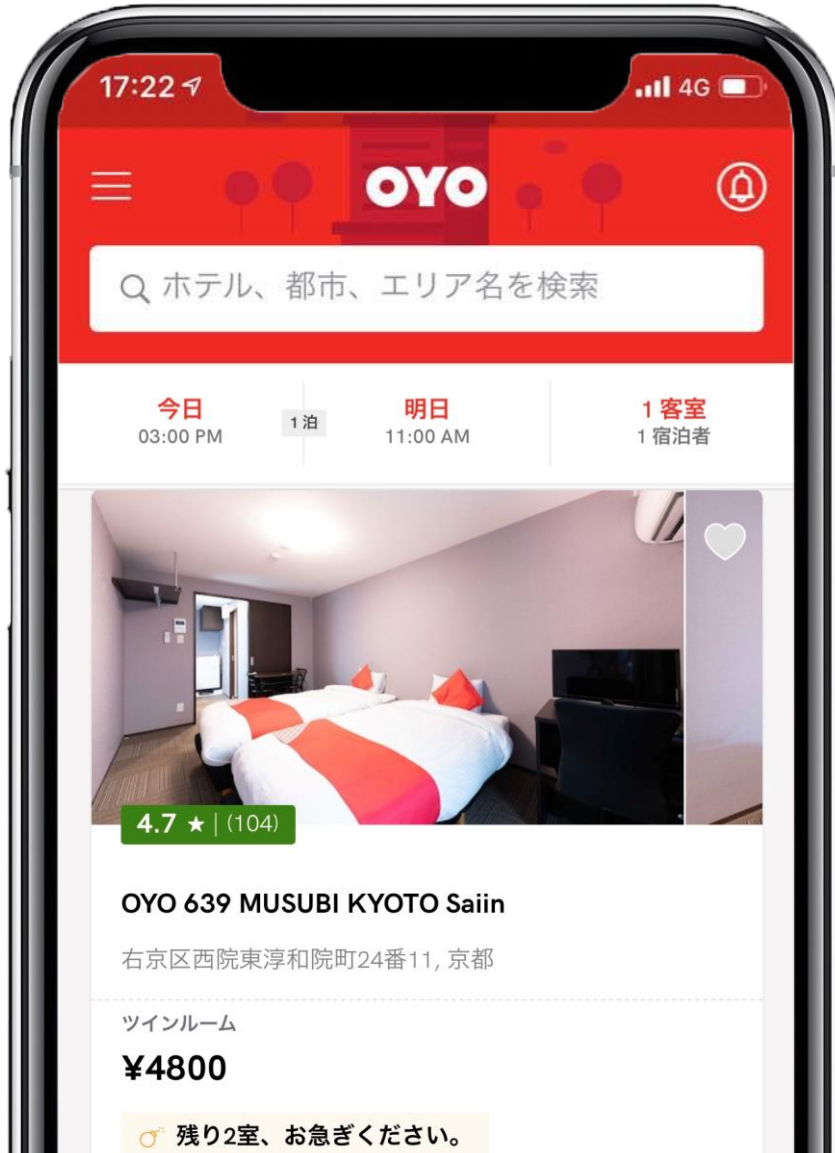 17:22
4G
OYO
ホテル、都市、エリア名を検索
今日
03:00 PM
1 泊
明日
11:00 AM
1 客室
1 宿泊者
4.7 ★ | (104)
OYO 639 MUSUBI KYOTO Saiin
右京区西院東淳和院町24番11, 京都
ツインルーム
¥4800
残り2室、お急ぎください。